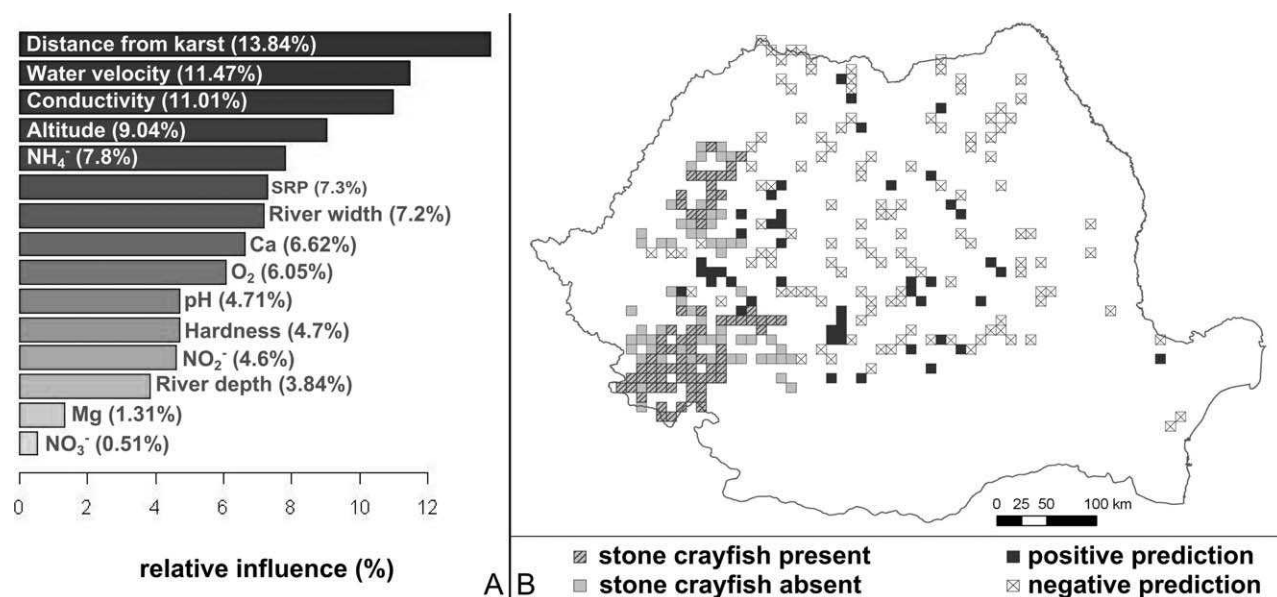 Distance from karst (13.84%)
Water velocity (11.47%)
Conductivity (11.01%)
Altitude (9.04%)
NH₄⁻ (7.8%)
SRP (7.3%)
River width (7.2%)
Ca (6.62%)
O₂ (6.05%)
pH (4.71%)
Hardness (4.7%)
NO₂⁻ (4.6%)
River depth (3.84%)
Mg (1.31%)
NO₃⁻ (0.51%)
0 2 4 6 8 10 12
relative influence (%)
A
0 25 50 100 km
B
stone crayfish present
stone crayfish absent
positive prediction
negative prediction